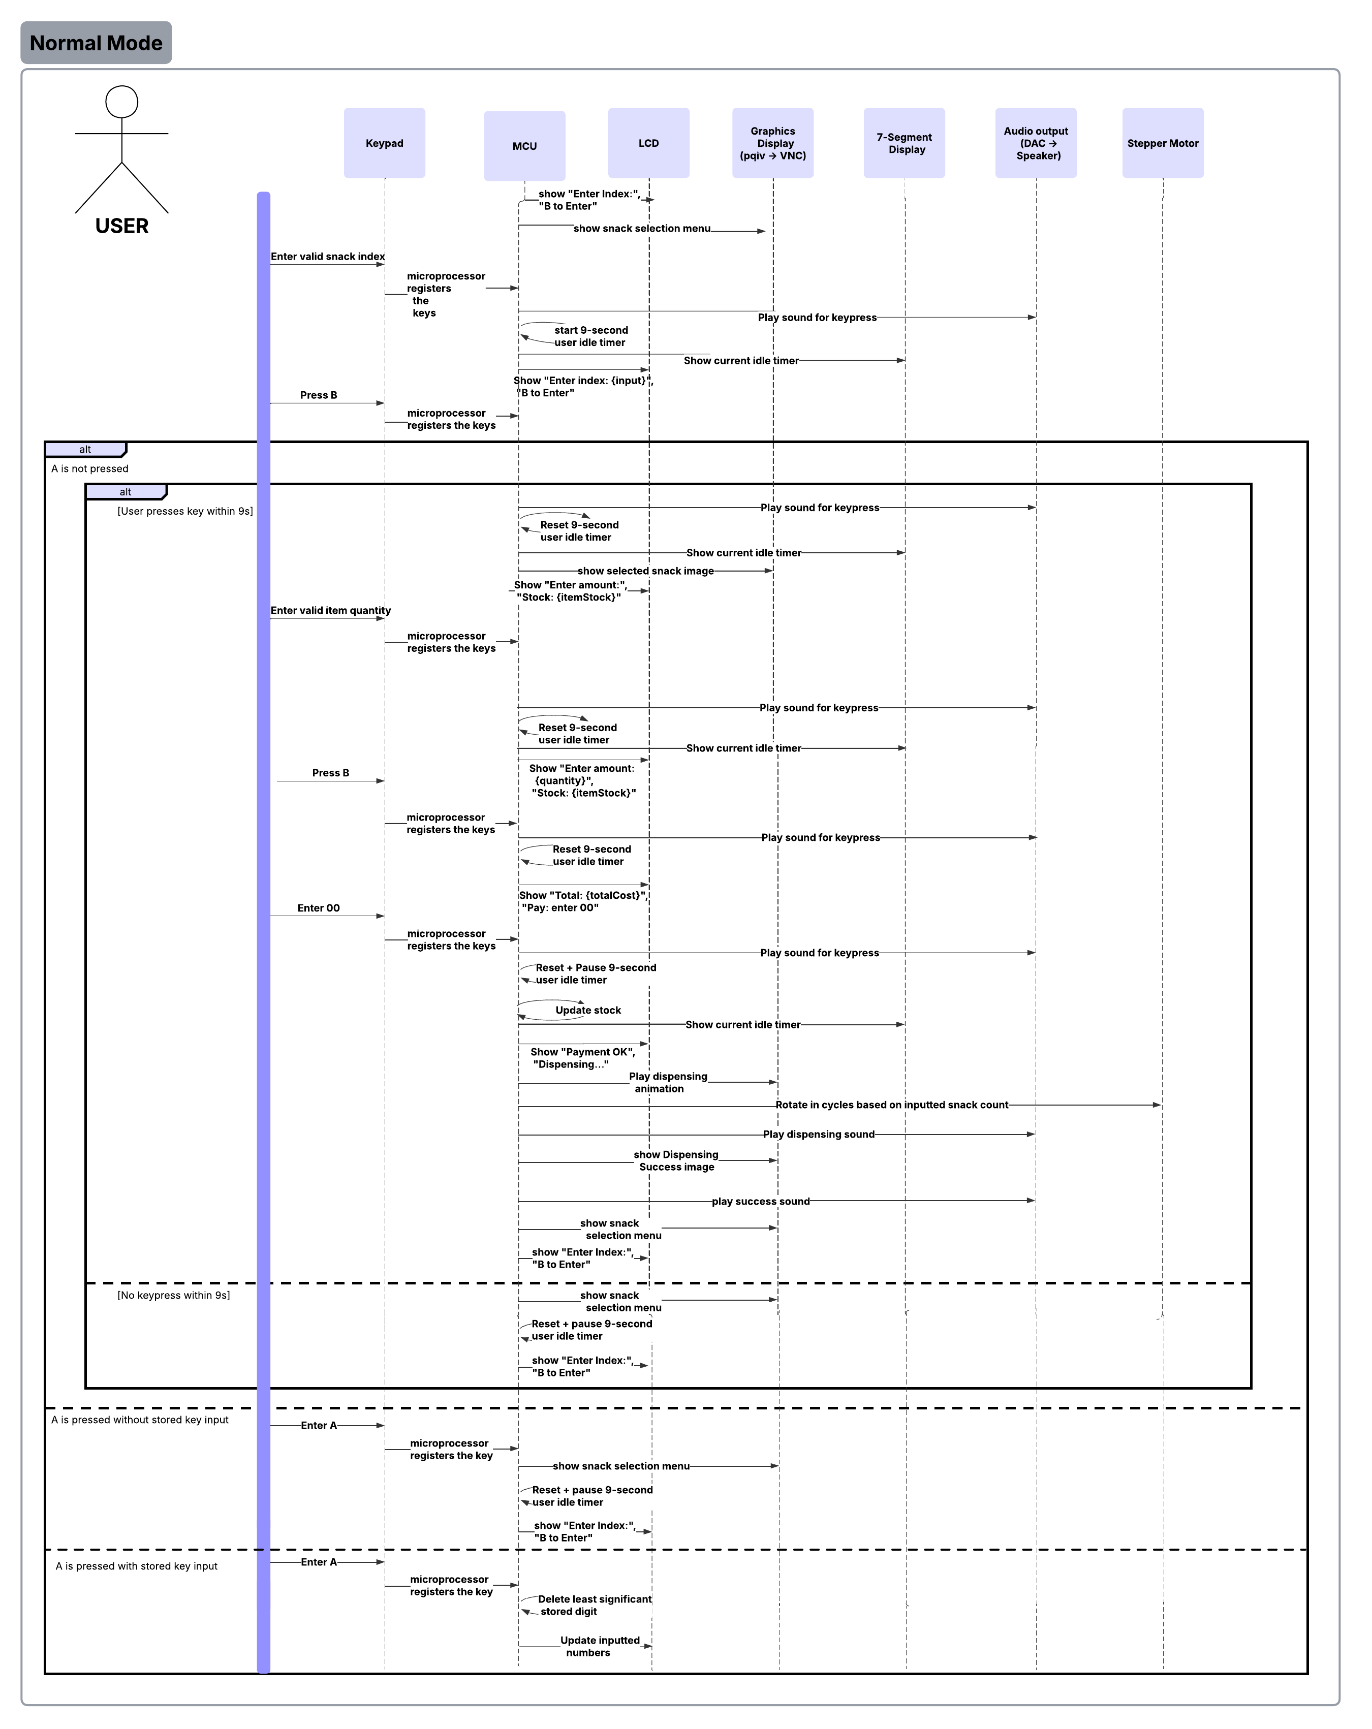 Normal Mode
USER
Keypad
MCU
LCD
Graphics
Display
(pqiv → VNC)
7-Segment
Display
Audio output
(DAC →
Speaker)
Stepper Motor
show "Enter Index:",
"B to Enter"
show snack selection menu
Enter valid snack index
microprocessor
registers
the
keys
Play sound for keypress
start 9-second
user idle timer
Show current idle timer
Show "Enter index: {input}",
"B to Enter"
Press B
microprocessor
registers the keys
alt
A is not pressed
alt
[User presses key within 9s]
Play sound for keypress
Reset 9-second
user idle timer
Show current idle timer
show selected snack image
Show "Enter amount:",
"Stock: {itemStock}"
Enter valid item quantity
microprocessor
registers the keys
Play sound for keypress
Reset 9-second
user idle timer
Show current idle timer
Show "Enter amount:
{quantity}",
"Stock: {itemStock}"
Press B
microprocessor
registers the keys
Play sound for keypress
Reset 9-second
user idle timer
Show "Total: {totalCost}",
"Pay: enter 00"
Enter 00
microprocessor
registers the keys
Play sound for keypress
Reset + Pause 9-second
user idle timer
Update stock
Show current idle timer
Show "Payment OK",
"Dispensing..."
Play dispensing
animation
Rotate in cycles based on inputted snack count
Play dispensing sound
show Dispensing
Success image
play success sound
show snack
selection menu
show "Enter Index:",
"B to Enter"
[No keypress within 9s]
show snack
selection menu
Reset + pause 9-second
user idle timer
show "Enter Index:",
"B to Enter"
A is pressed without stored key input
Enter A
microprocessor
registers the key
show snack selection menu
Reset + pause 9-second
user idle timer
show "Enter Index:",
"B to Enter"
A is pressed with stored key input
Enter A
microprocessor
registers the key
Delete least significant
stored digit
Update inputted
numbers